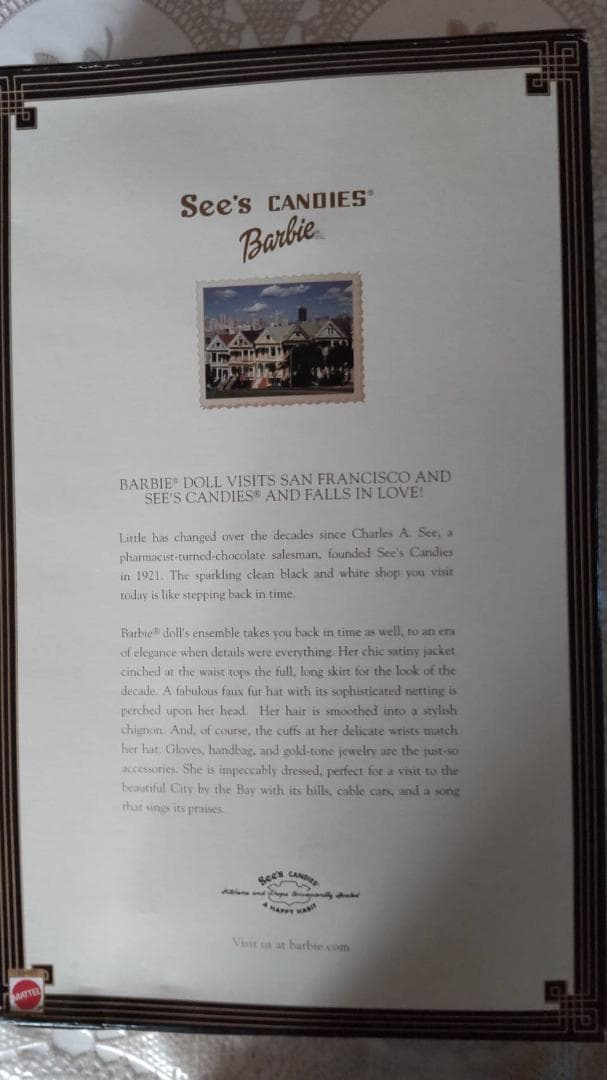 See's CANDIES®
Barbie
BARBIE® DOLL VISITS SAN FRANCISCO AND
SEE'S CANDIES® AND FALLS IN LOVE!
Little has changed over the decades since Charles A. See, a
pharmacist-turned-chocolate salesman, founded See's Candies
in 1921. The sparkling clean black and white shop you visit
today is like stepping back in time.
Barbie® doll's ensemble takes you back in time as well, to an era
of elegance when details were everything. Her chic satiny jacket
cinched at the waist tops the full, long skirt for the look of the
decade. A fabulous faux fur hat with its sophisticated netting is
perched upon her head. Her hair is smoothed into a stylish
chignon. And, of course, the cuffs at her delicate wrists match
her hat. Gloves, handbag, and gold-tone jewelry are the just-so
accessories. She is impeccably dressed, perfect for a visit to the
beautiful City by the Bay with its hills, cable cars, and a song
that sings its praises.
See's CANDIES®
Kitchens and Shops Conveniently Located
A HAPPY HABIT
Visit us at barbie.com
MATTEL